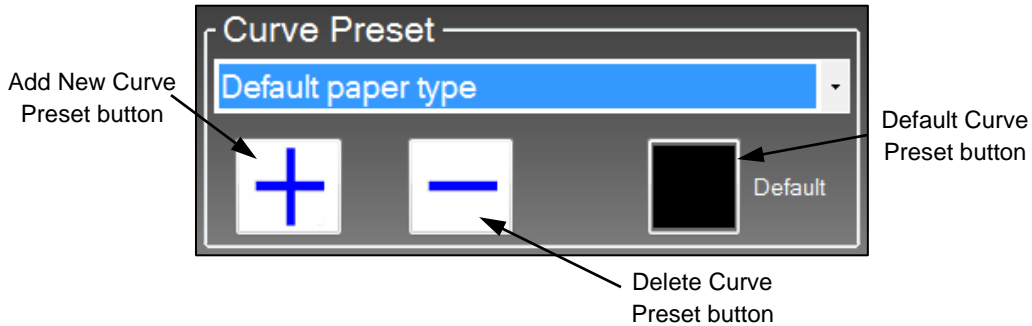 Curve Preset
Default paper type
Add New Curve
Preset button
Default Curve
Preset button
Default
Delete Curve
Preset button